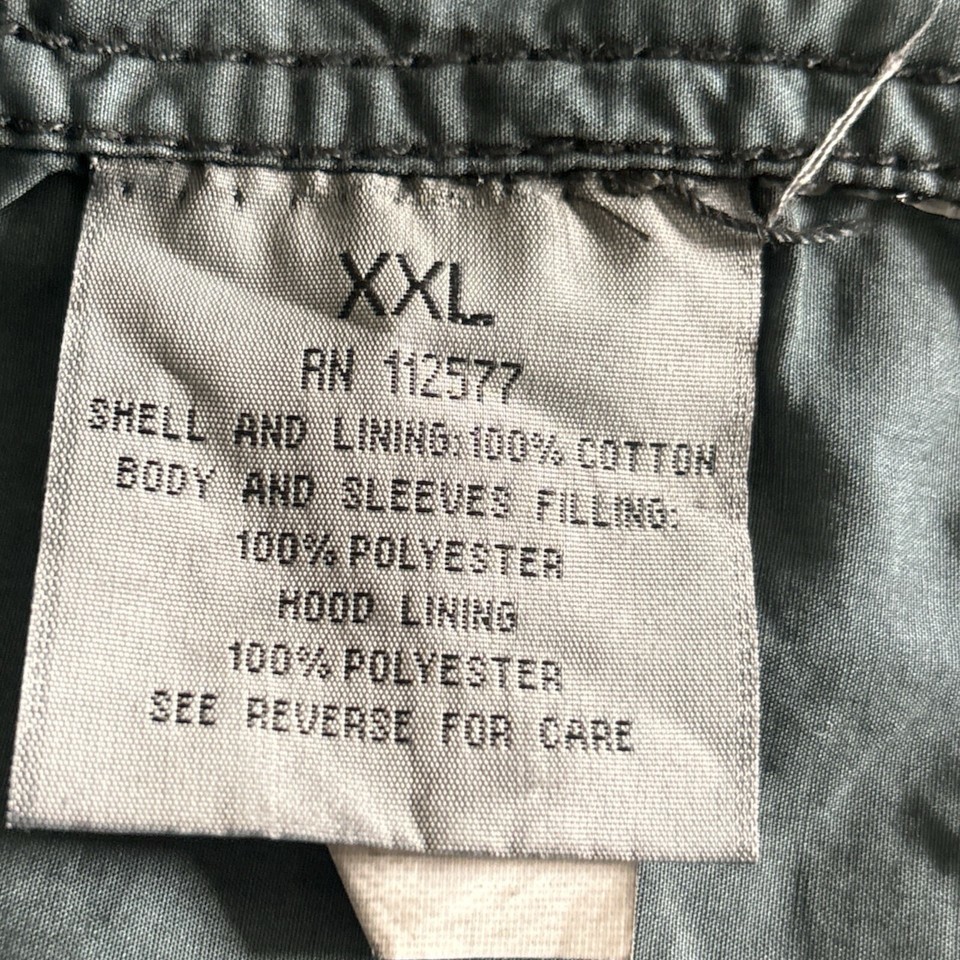 XXL
RN 112577
SHELL AND LINING:100% COTTON
BODY AND SLEEVES FILLING:
100% POLYESTER
HOOD LINING
100% POLYESTER
SEE REVERSE FOR CARE